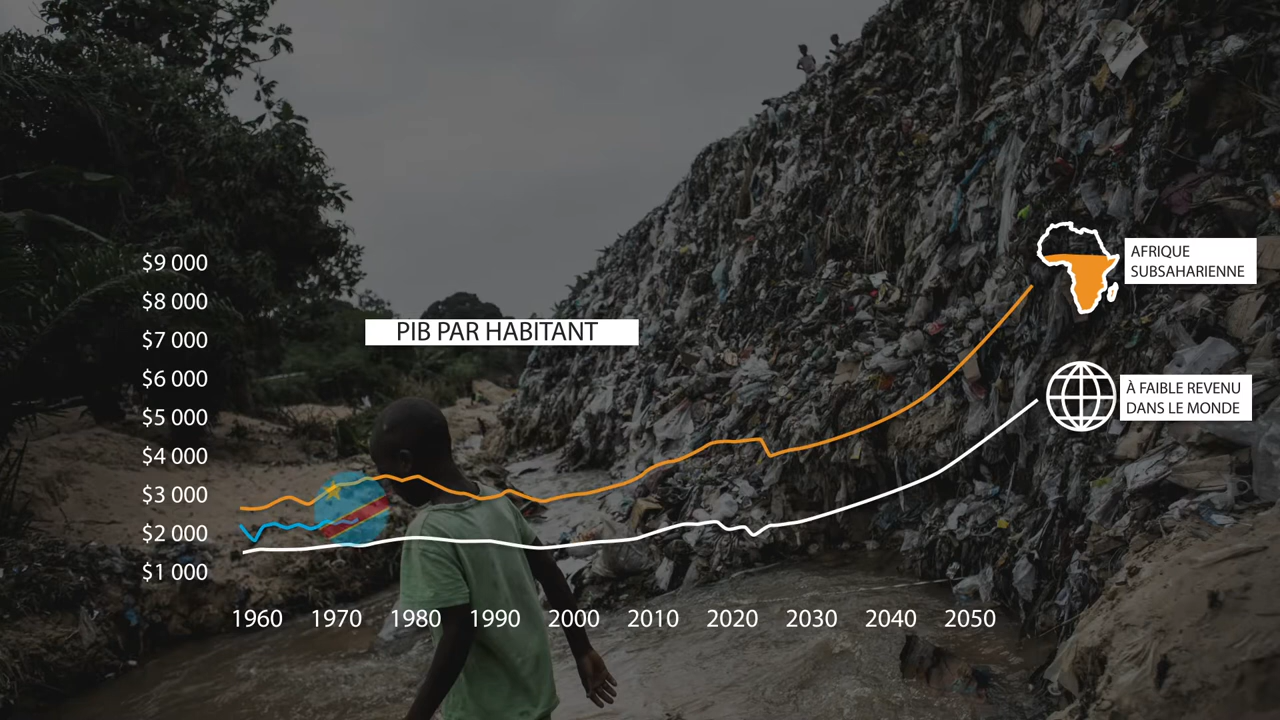 PIB PAR HABITANT
$9 000
$8 000
$7 000
$6 000
$5 000
$4 000
$3 000
$2 000
$1 000
1960 1970 1980 1990 2000 2010 2020 2030 2040 2050
AFRIQUE
SUBSAHARIENNE
À FAIBLE REVENU
DANS LE MONDE